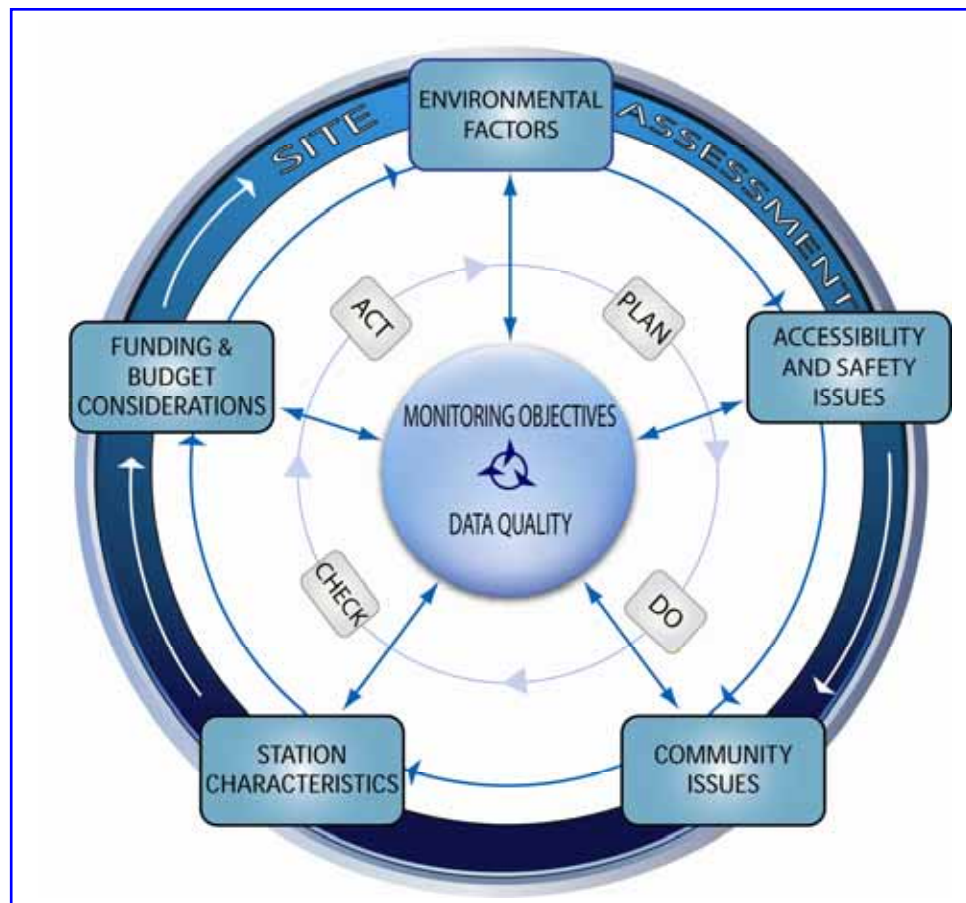 SITE ASSESSMENT
ENVIRONMENTAL
FACTORS
ACT
PLAN
FUNDING &
BUDGET
CONSIDERATIONS
ACCESSIBILITY
AND SAFETY
ISSUES
MONITORING OBJECTIVES
DATA QUALITY
CHECK
DO
STATION
CHARACTERISTICS
COMMUNITY
ISSUES